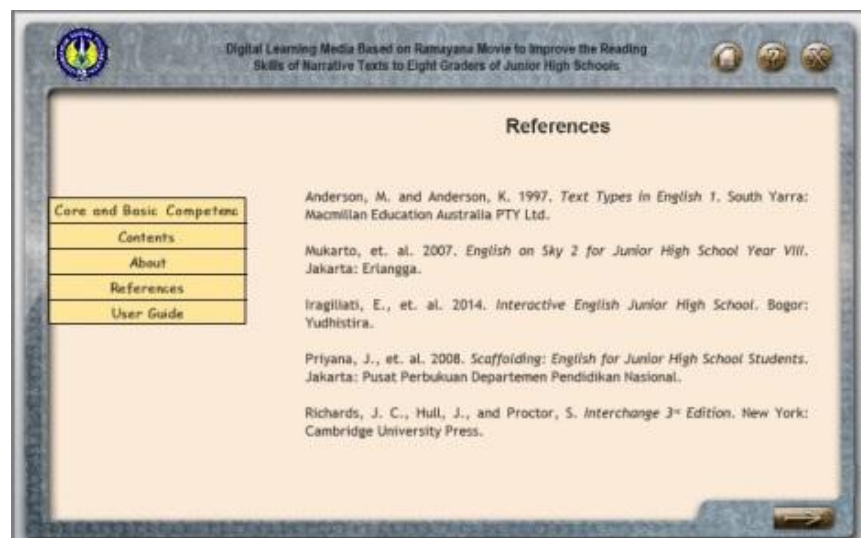 Digital Learning Media Based on Ramayana Movie to Improve the Reading
Skills of Narrative Texts to Eight Graders of Junior High Schools
References
Core and Basic Competenc
Contents
About
References
User Guide
Anderson, M. and Anderson, K. 1997. Text Types in English 1. South Yarra:
Macmillan Education Australia PTY Ltd.
Mukarto, et. al. 2007. English on Sky 2 for Junior High School Year VIII.
Jakarta: Erlangga.
Iragiliati, E., et. al. 2014. Interactive English Junior High School. Bogor:
Yudhistira.
Priyana, J., et. al. 2008. Scaffolding: English for Junior High School Students.
Jakarta: Pusat Perbukuan Departemen Pendidikan Nasional.
Richards, J. C., Hull, J., and Proctor, S. Interchange 3rd Edition. New York:
Cambridge University Press.